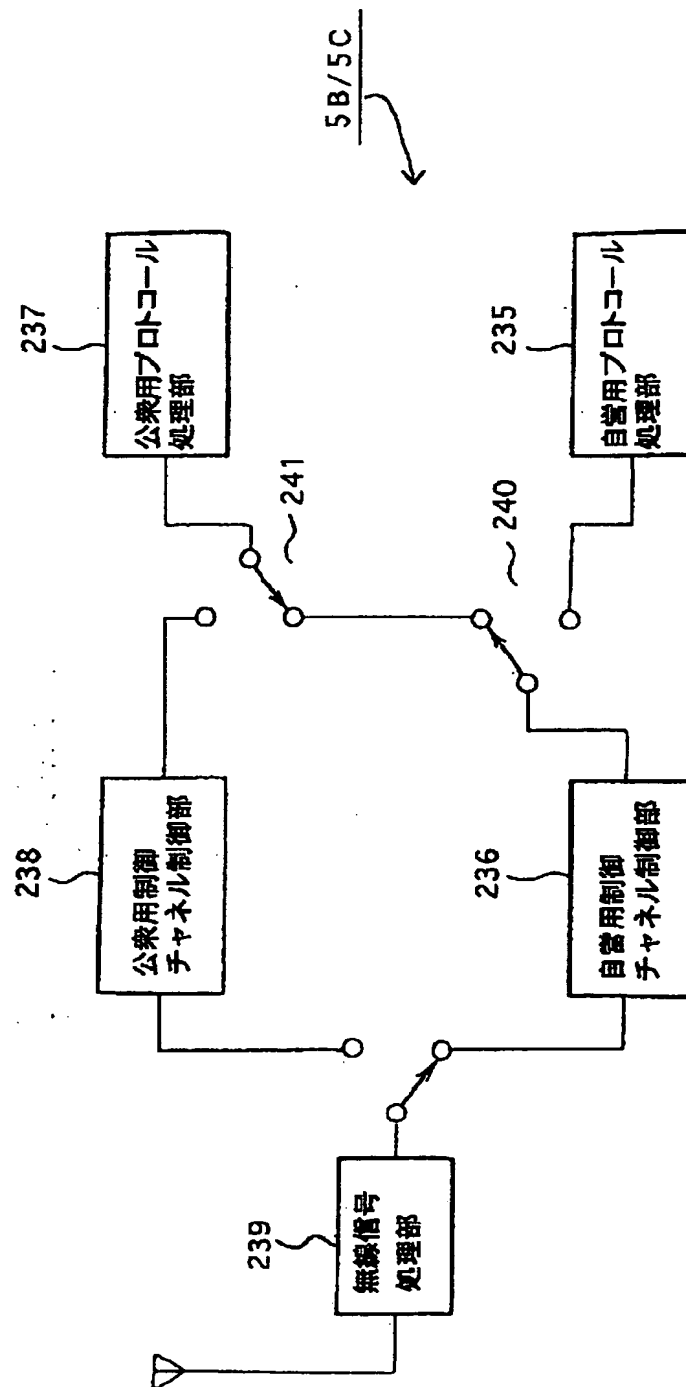 5B/5C
237
公衆用プロトコール
処理部
235
自営用プロトコール
処理部
241
240
238
公衆用制御
チャネル制御部
236
自営用制御
チャネル制御部
239
無線信号
処理部